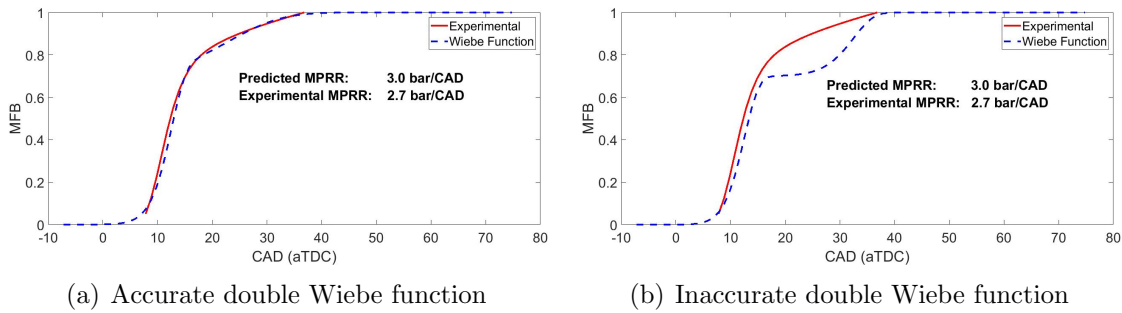 1
0.8
0.6
0.4
0.2
0
MFB
-10 0 10 20 30 40 50 60 70 80
CAD (aTDC)
Experimental
Wiebe Function
Predicted MPRR: 3.0 bar/CAD
Experimental MPRR: 2.7 bar/CAD
(a) Accurate double Wiebe function
1
0.8
0.6
0.4
0.2
0
MFB
-10 0 10 20 30 40 50 60 70 80
CAD (aTDC)
Experimental
Wiebe Function
Predicted MPRR: 3.0 bar/CAD
Experimental MPRR: 2.7 bar/CAD
(b) Inaccurate double Wiebe function